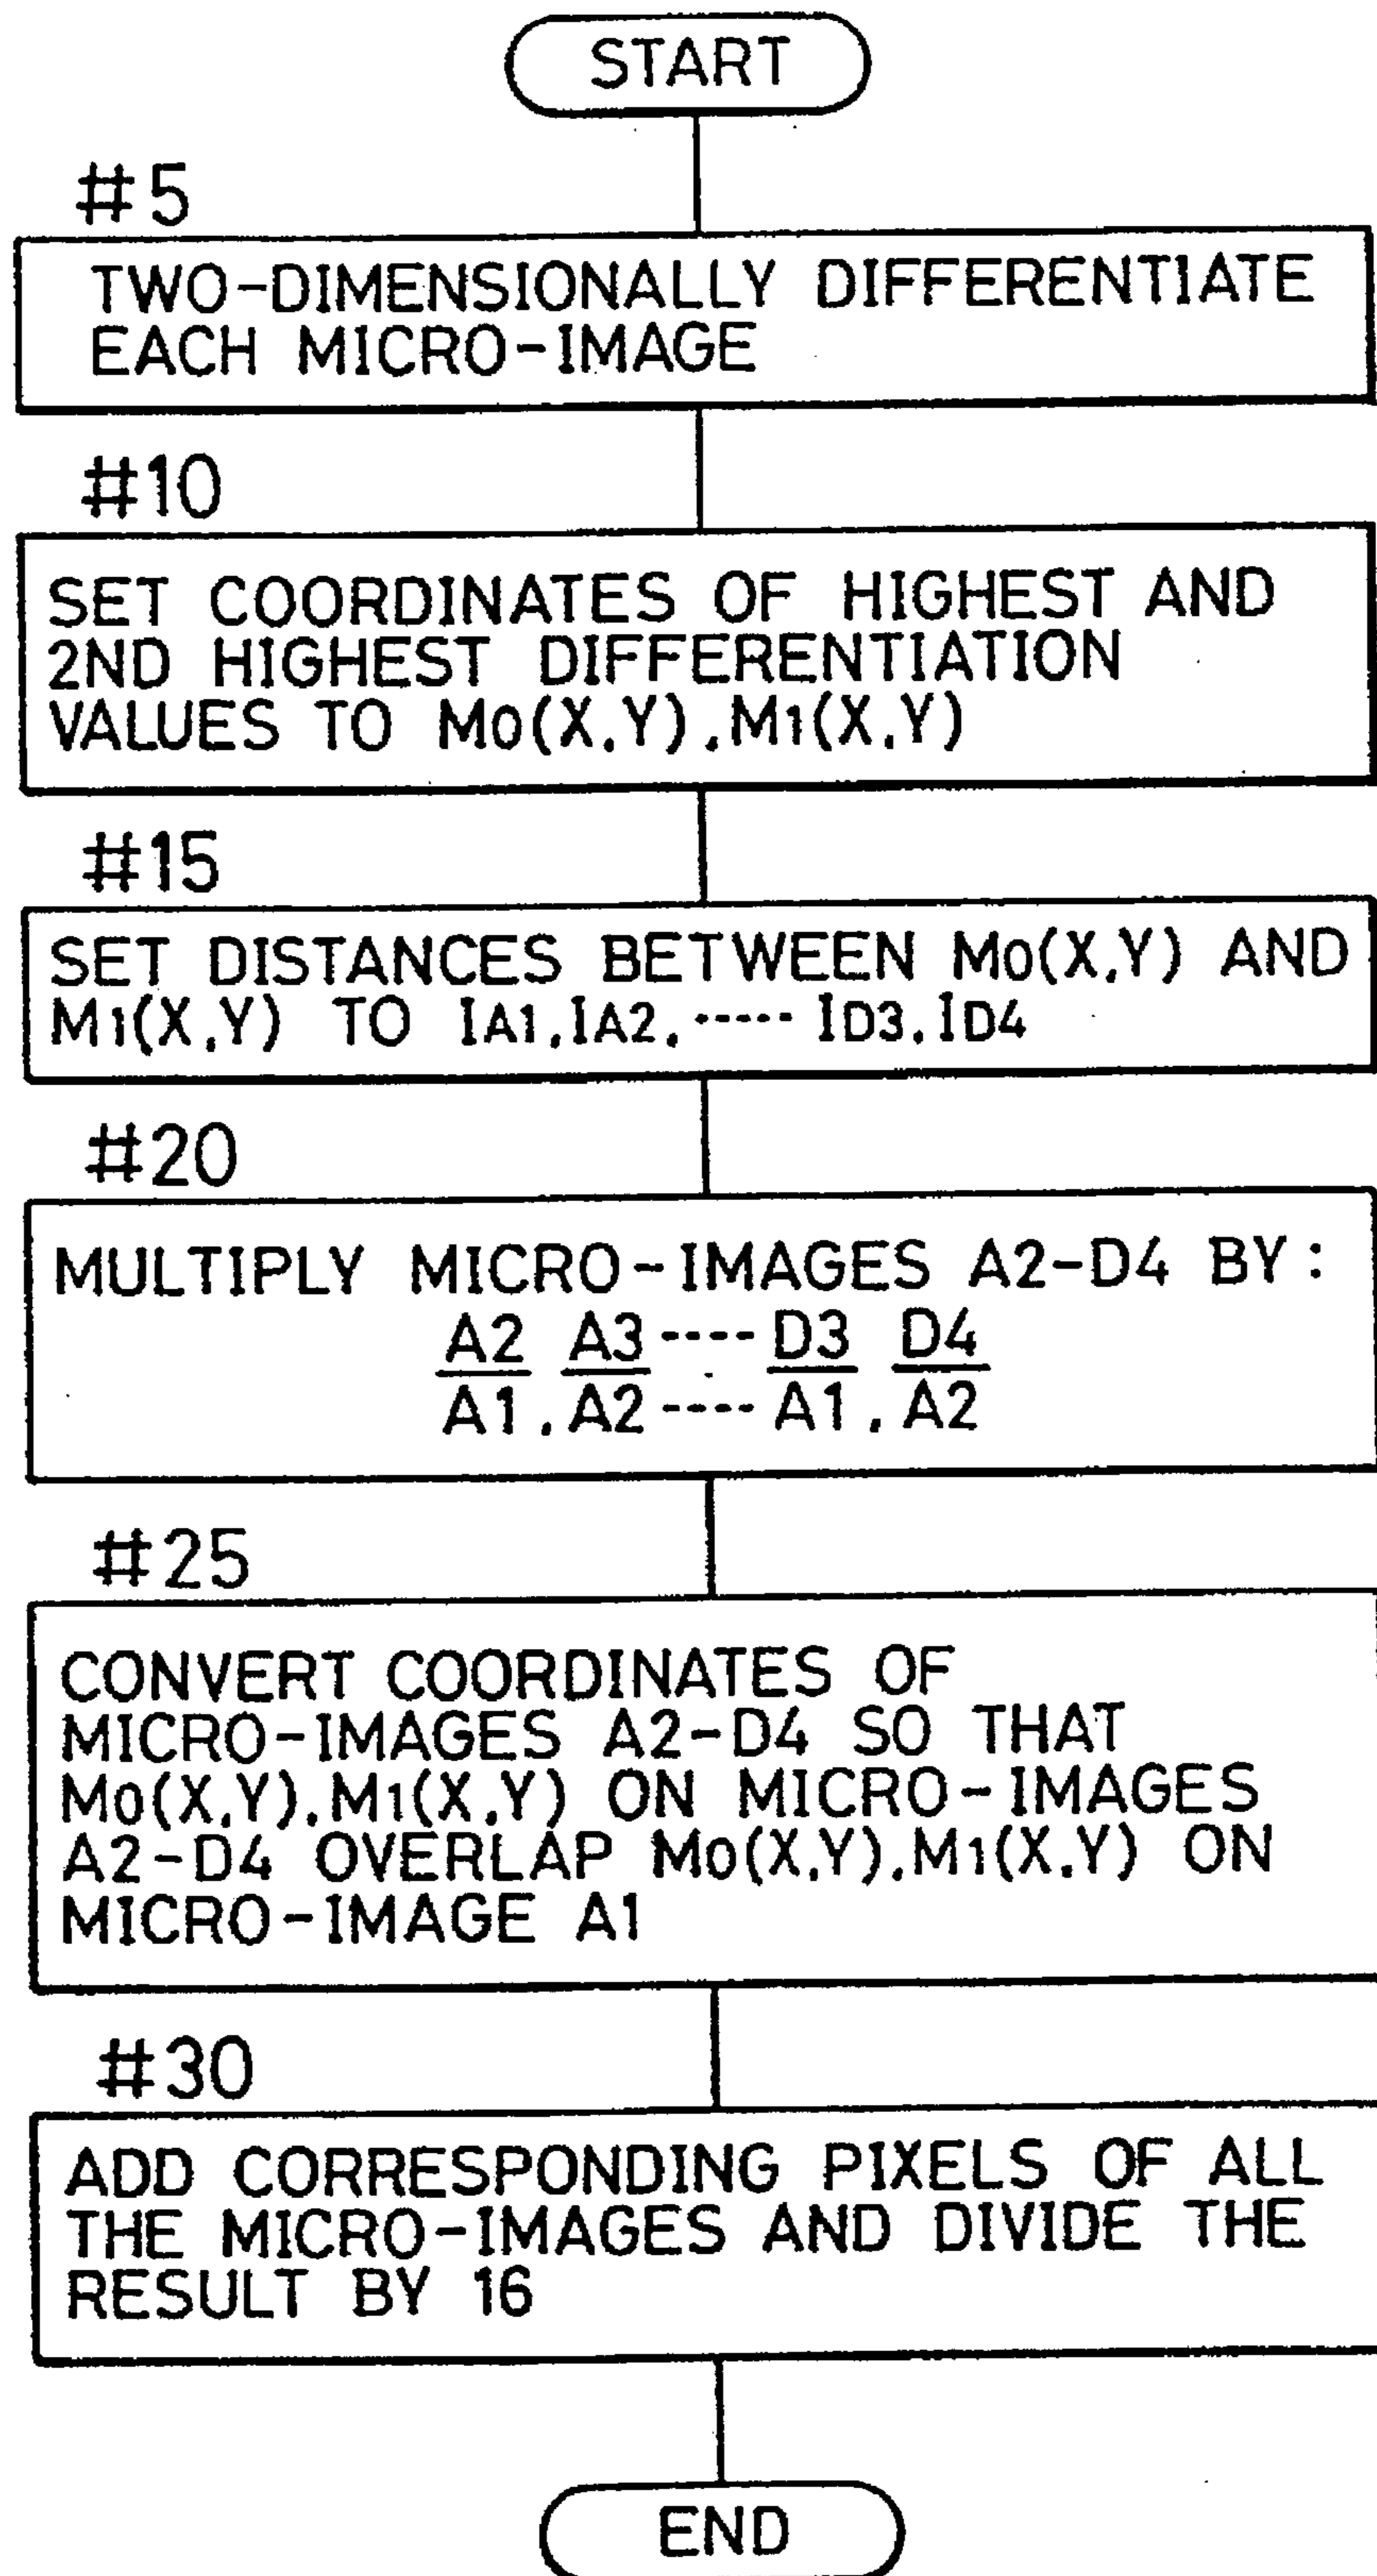 START
#5
TWO-DIMENSIONALLY DIFFERENTIATE
EACH MICRO-IMAGE
#10
SET COORDINATES OF HIGHEST AND
2ND HIGHEST DIFFERENTIATION
VALUES TO M0(X,Y),M1(X,Y)
#15
SET DISTANCES BETWEEN M0(X,Y) AND
M1(X,Y) TO IA1,IA2,----- ID3,ID4
#20
MULTIPLY MICRO-IMAGES A2-D4 BY:
A2 A3---- D3 D4
A1,A2---- A1,A2
#25
CONVERT COORDINATES OF
MICRO-IMAGES A2-D4 SO THAT
M0(X,Y),M1(X,Y) ON MICRO-IMAGES
A2-D4 OVERLAP M0(X,Y),M1(X,Y) ON
MICRO-IMAGE A1
#30
ADD CORRESPONDING PIXELS OF ALL
THE MICRO-IMAGES AND DIVIDE THE
RESULT BY 16
END